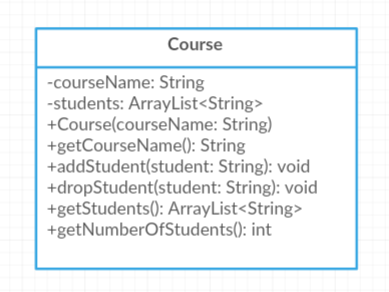 Course
-courseName: String
-students: ArrayList<String>
+Course(courseName: String)
+getCourseName(): String
+addStudent(student: String): void
+dropStudent(student: String): void
+getStudents(): ArrayList<String>
+getNumberOfStudents(): int